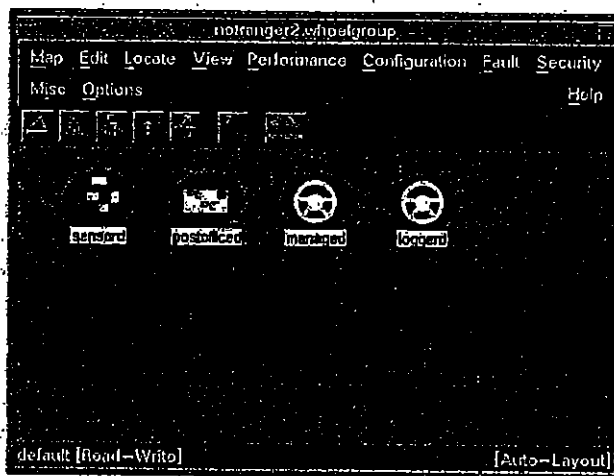 notranger2.wheelgroup
Map Edit Locate View Performance Configuration Fault Security
Misc Options Help
sensord postofficed managed loggerd
default [Read-Write] [Auto-Layout]